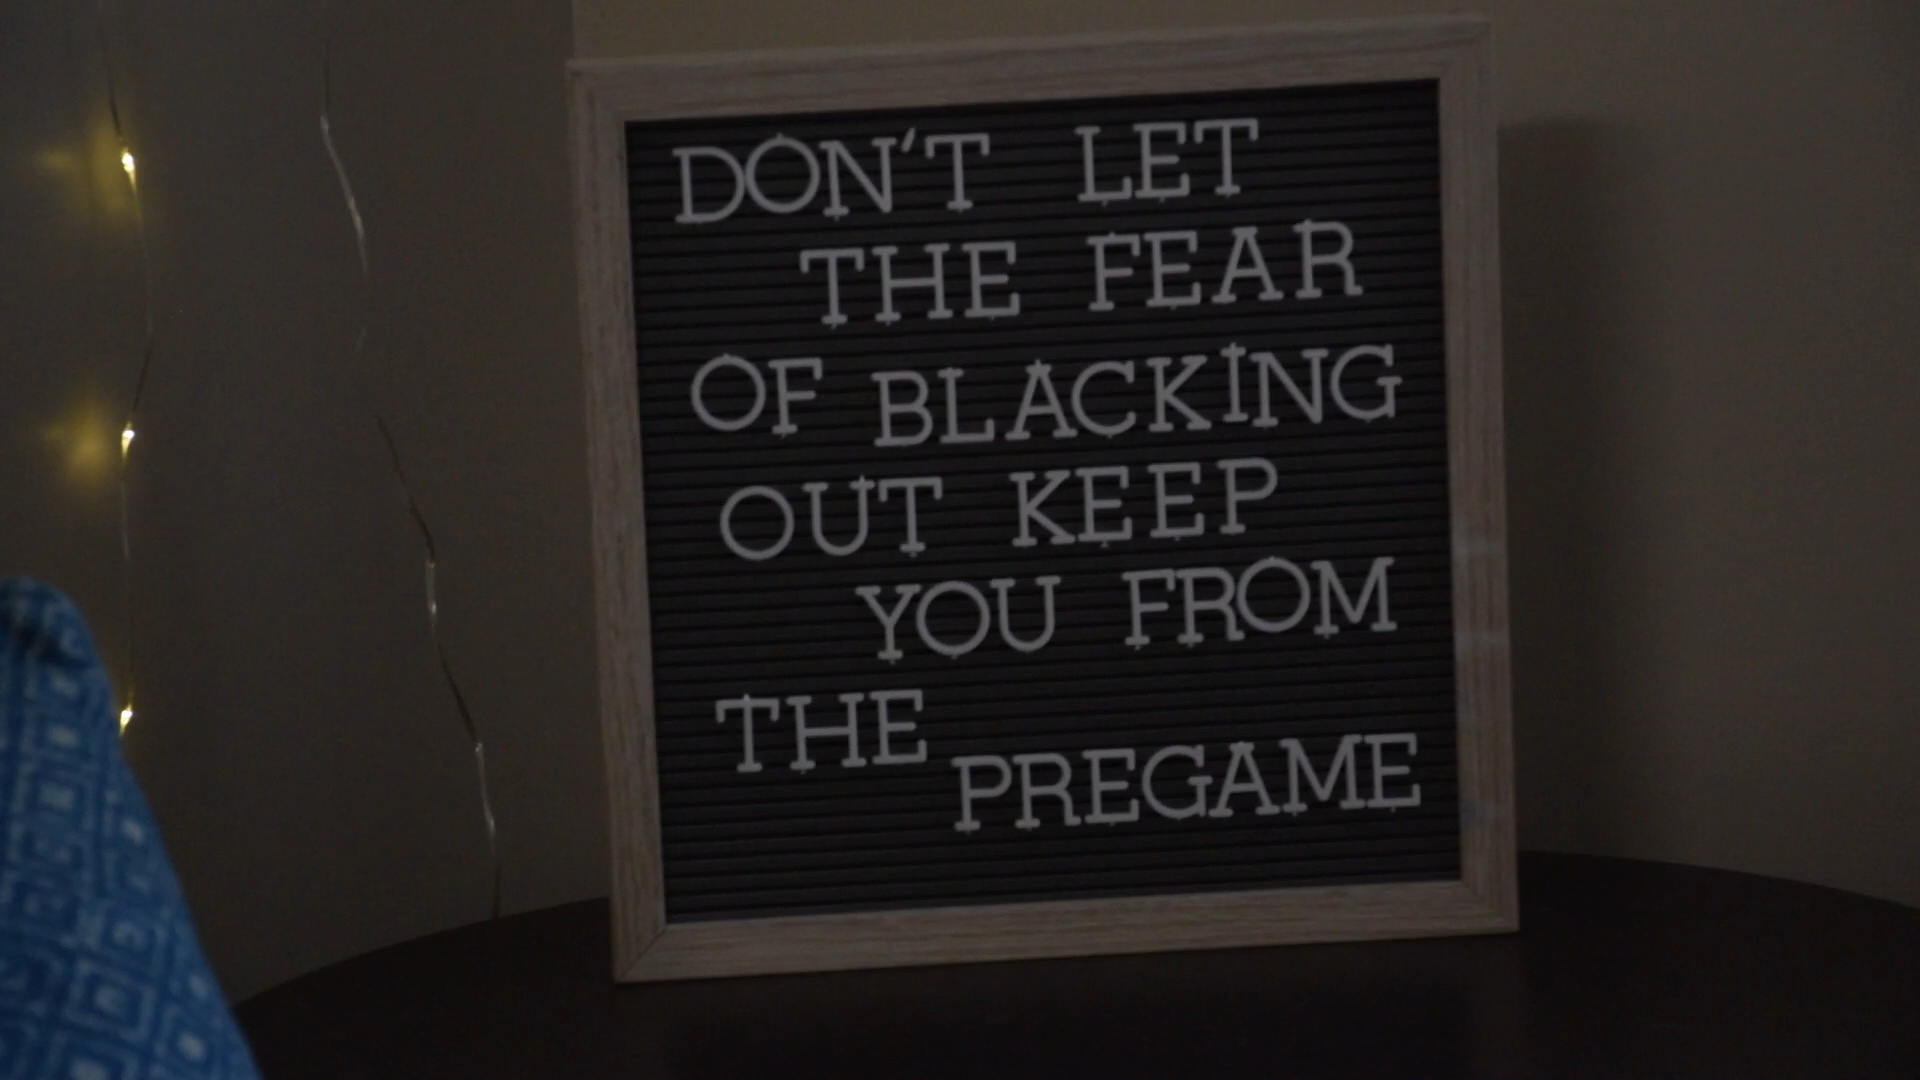 DON'T LET
THE FEAR
OF BLACKING
OUT KEEP
YOU FROM
THE
PREGAME